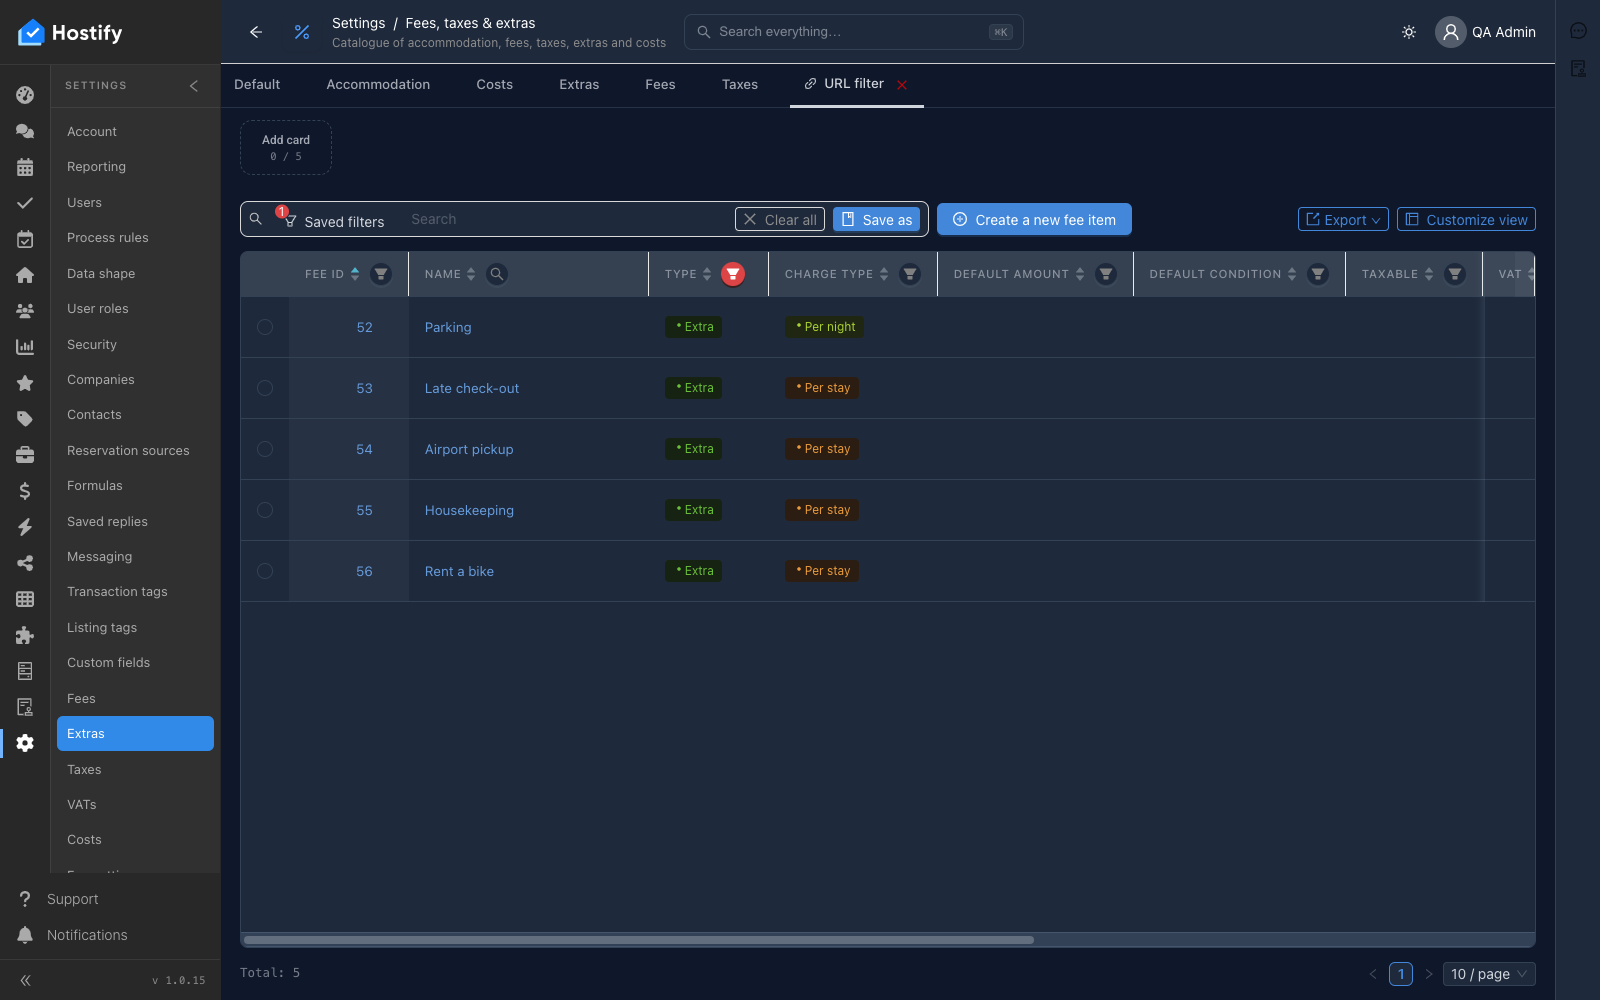 Hostify
Settings / Fees, taxes & extras
Catalogue of accommodation, fees, taxes, extras and costs
Search everything...
⌘K
QA Admin
SETTINGS
Account
Reporting
Users
Process rules
Data shape
User roles
Security
Companies
Contacts
Reservation sources
Formulas
Saved replies
Messaging
Transaction tags
Listing tags
Custom fields
Fees
Extras
Taxes
VATs
Costs
Support
Notifications
v 1.0.15
Default Accommodation Costs Extras Fees Taxes URL filter
Add card
0 / 5
1
Saved filters Search Clear all Save as Create a new fee item Export Customize view
FEE ID NAME TYPE CHARGE TYPE DEFAULT AMOUNT DEFAULT CONDITION TAXABLE VAT
52 Parking Extra Per night
53 Late check-out Extra Per stay
54 Airport pickup Extra Per stay
55 Housekeeping Extra Per stay
56 Rent a bike Extra Per stay
Total: 5
1
10 / page